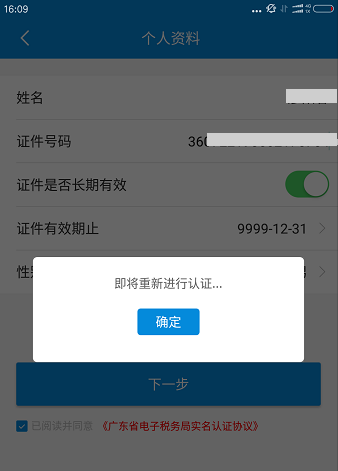 16:09
个人资料
姓名
证件号码 360
证件是否长期有效
证件有效期止 9999-12-31
即将重新进行认证...
确定
下一步
已阅读并同意 《广东省电子税务局实名认证协议》